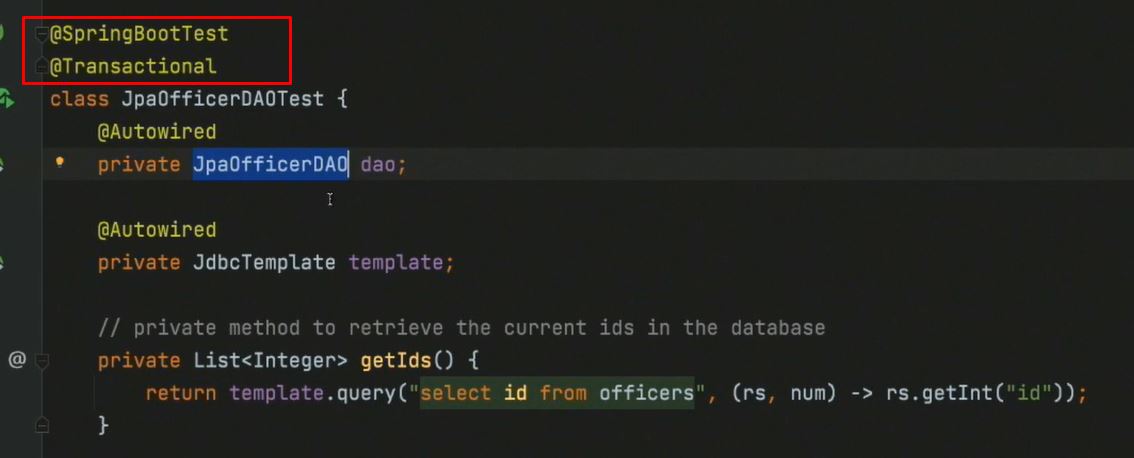 @SpringBootTest
@Transactional
class JpaOfficerDAOTest {
@Autowired
private JpaOfficerDAO dao;
@Autowired
private JdbcTemplate template;
// private method to retrieve the current ids in the database
@ private List<Integer> getIds() {
return template.query("select id from officers", (rs, num) -> rs.getInt("id"));
}